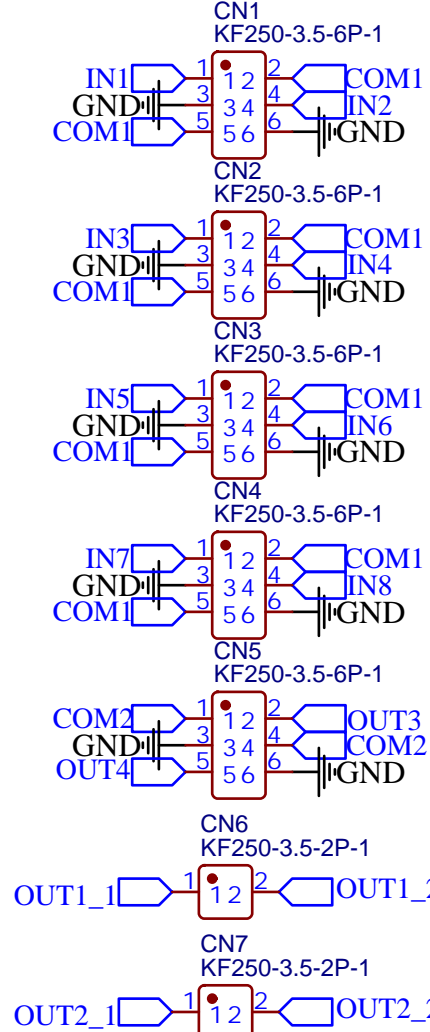 CN1
KF250-3.5-6P-1
IN1 1 1 2 2 COM1
GND 3 3 4 4 IN2
COM1 5 5 6 6 GND
CN2
KF250-3.5-6P-1
IN3 1 1 2 2 COM1
GND 3 3 4 4 IN4
COM1 5 5 6 6 GND
CN3
KF250-3.5-6P-1
IN5 1 1 2 2 COM1
GND 3 3 4 4 IN6
COM1 5 5 6 6 GND
CN4
KF250-3.5-6P-1
IN7 1 1 2 2 COM1
GND 3 3 4 4 IN8
COM1 5 5 6 6 GND
CN5
KF250-3.5-6P-1
COM2 1 1 2 2 OUT3
GND 3 3 4 4 COM2
OUT4 5 5 6 6 GND
CN6
KF250-3.5-2P-1
OUT1_1 1 1 2 2 OUT1_2
CN7
KF250-3.5-2P-1
OUT2_1 1 1 2 2 OUT2_2